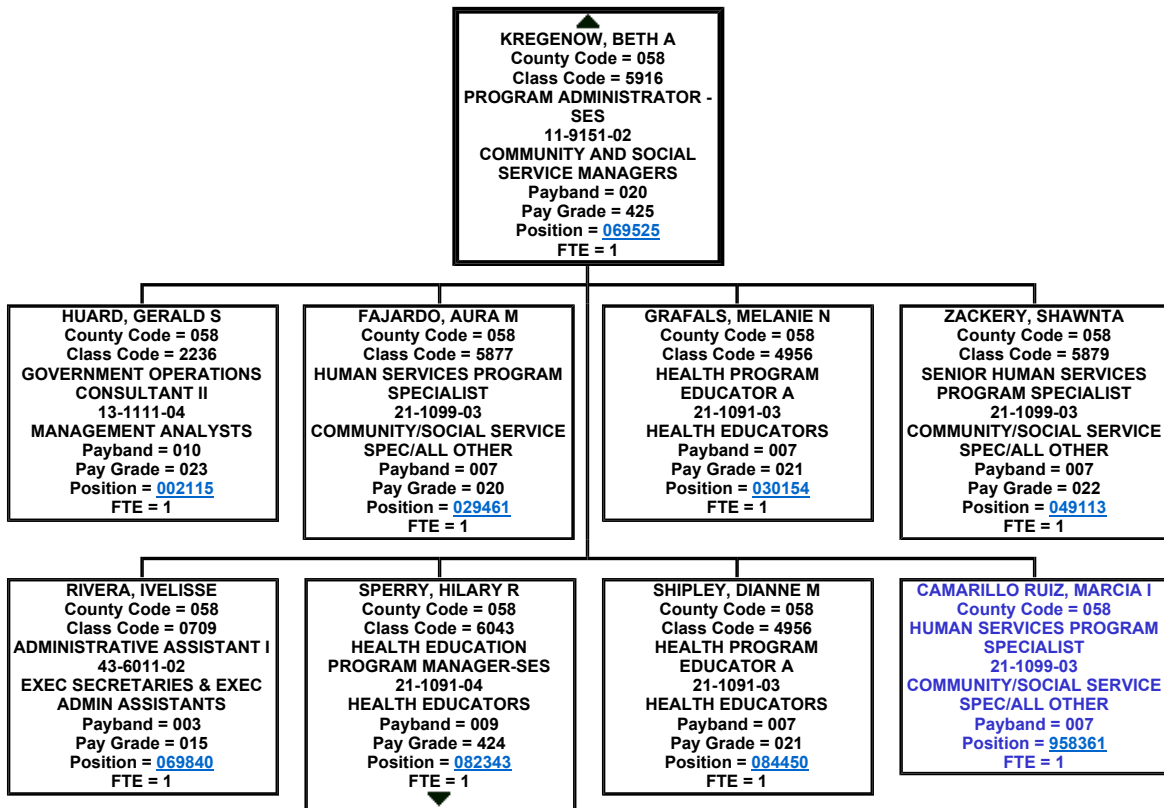 KREGENOW, BETH A
County Code = 058
Class Code = 5916
PROGRAM ADMINISTRATOR -
SES
11-9151-02
COMMUNITY AND SOCIAL
SERVICE MANAGERS
Payband = 020
Pay Grade = 425
Position = 069525
FTE = 1
HUARD, GERALD S
County Code = 058
Class Code = 2236
GOVERNMENT OPERATIONS
CONSULTANT II
13-1111-04
MANAGEMENT ANALYSTS
Payband = 010
Pay Grade = 023
Position = 002115
FTE = 1
FAJARDO, AURA M
County Code = 058
Class Code = 5877
HUMAN SERVICES PROGRAM
SPECIALIST
21-1099-03
COMMUNITY/SOCIAL SERVICE
SPEC/ALL OTHER
Payband = 007
Pay Grade = 020
Position = 029461
FTE = 1
GRAFALS, MELANIE N
County Code = 058
Class Code = 4956
HEALTH PROGRAM
EDUCATOR A
21-1091-03
HEALTH EDUCATORS
Payband = 007
Pay Grade = 021
Position = 030154
FTE = 1
ZACKERY, SHAWNTA
County Code = 058
Class Code = 5879
SENIOR HUMAN SERVICES
PROGRAM SPECIALIST
21-1099-03
COMMUNITY/SOCIAL SERVICE
SPEC/ALL OTHER
Payband = 007
Pay Grade = 022
Position = 049113
FTE = 1
RIVERA, IVELISSE
County Code = 058
Class Code = 0709
ADMINISTRATIVE ASSISTANT I
43-6011-02
EXEC SECRETARIES & EXEC
ADMIN ASSISTANTS
Payband = 003
Pay Grade = 015
Position = 069840
FTE = 1
SPERRY, HILARY R
County Code = 058
Class Code = 6043
HEALTH EDUCATION
PROGRAM MANAGER-SES
21-1091-04
HEALTH EDUCATORS
Payband = 009
Pay Grade = 424
Position = 082343
FTE = 1
SHIPLEY, DIANNE M
County Code = 058
Class Code = 4956
HEALTH PROGRAM
EDUCATOR A
21-1091-03
HEALTH EDUCATORS
Payband = 007
Pay Grade = 021
Position = 084450
FTE = 1
CAMARILLO RUIZ, MARCIA I
County Code = 058
HUMAN SERVICES PROGRAM
SPECIALIST
21-1099-03
COMMUNITY/SOCIAL SERVICE
SPEC/ALL OTHER
Payband = 007
Position = 958361
FTE = 1